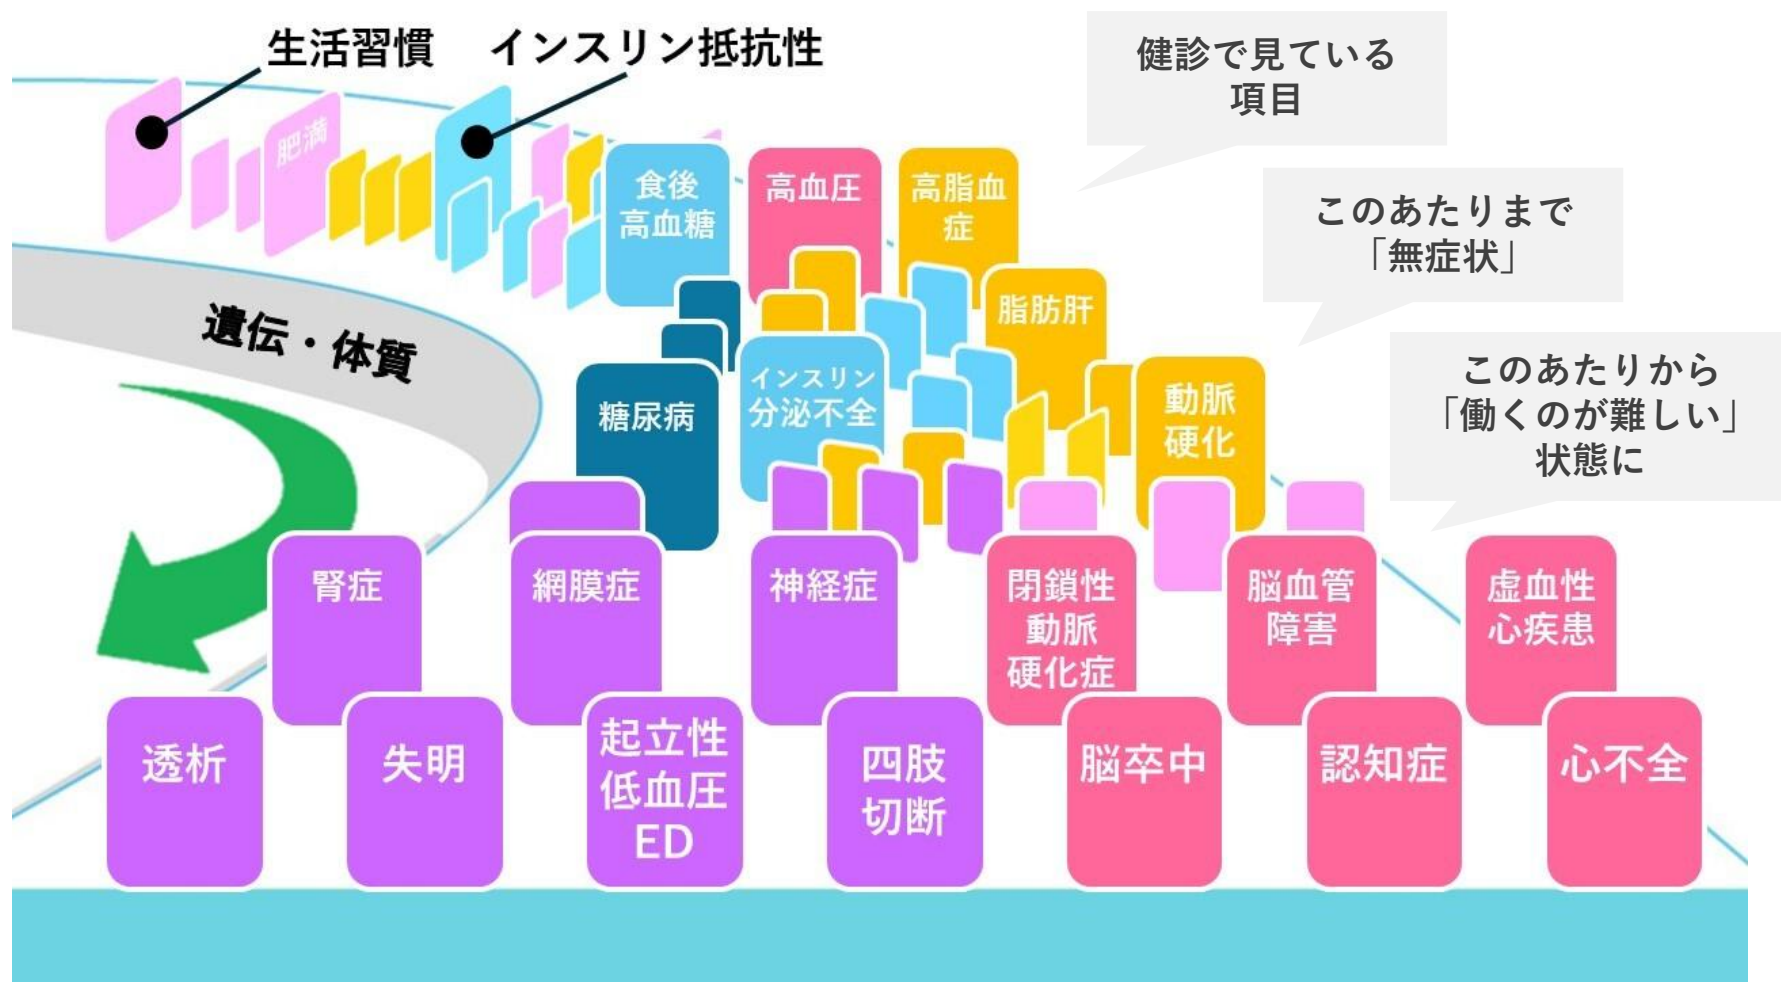 生活習慣
インスリン抵抗性
健診で見ている
項目
肥満
食後
高血糖
高血圧
高脂血
症
このあたりまで
「無症状」
脂肪肝
遺伝・体質
このあたりから
「働くのが難しい」
状態に
糖尿病
インスリン
分泌不全
動脈
硬化
腎症
網膜症
神経症
閉鎖性
動脈
硬化症
脳血管
障害
虚血性
心疾患
透析
失明
起立性
低血圧
ED
四肢
切断
脳卒中
認知症
心不全